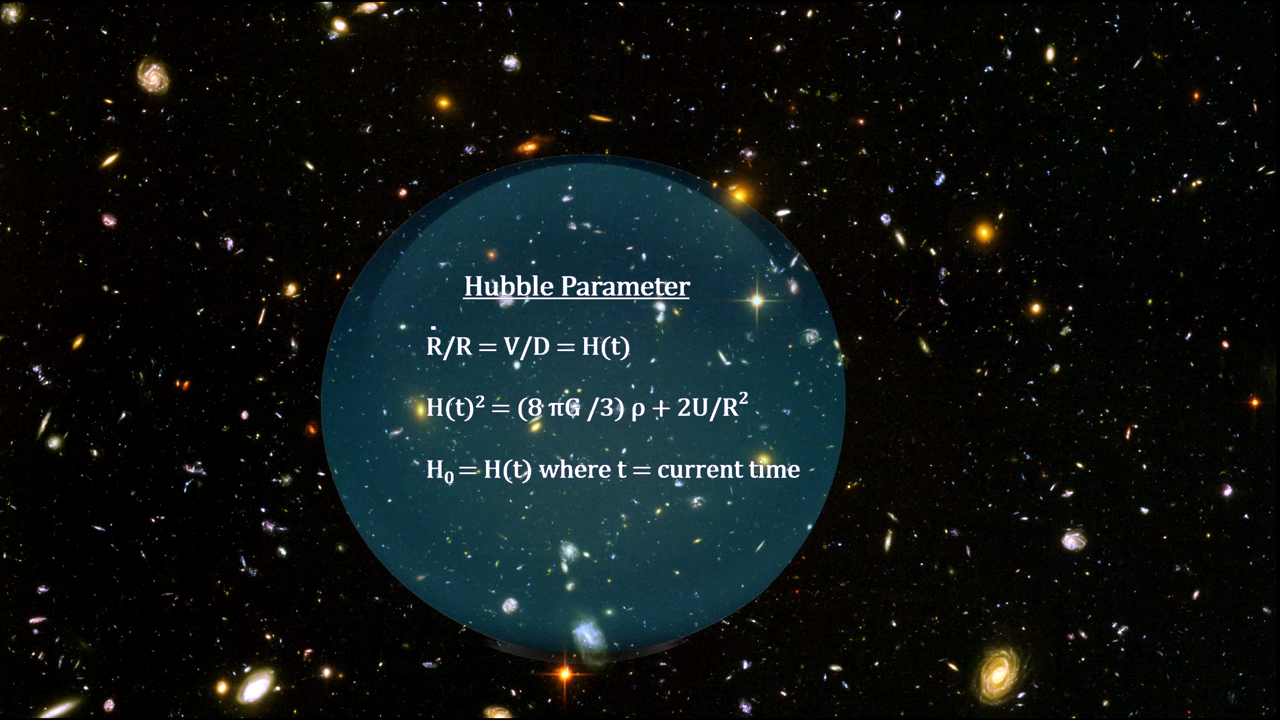 Hubble Parameter
Ṙ/R = V/D = H(t)
H(t)² = (8 πG /3) ρ + 2U/R²
H₀ = H(t) where t = current time